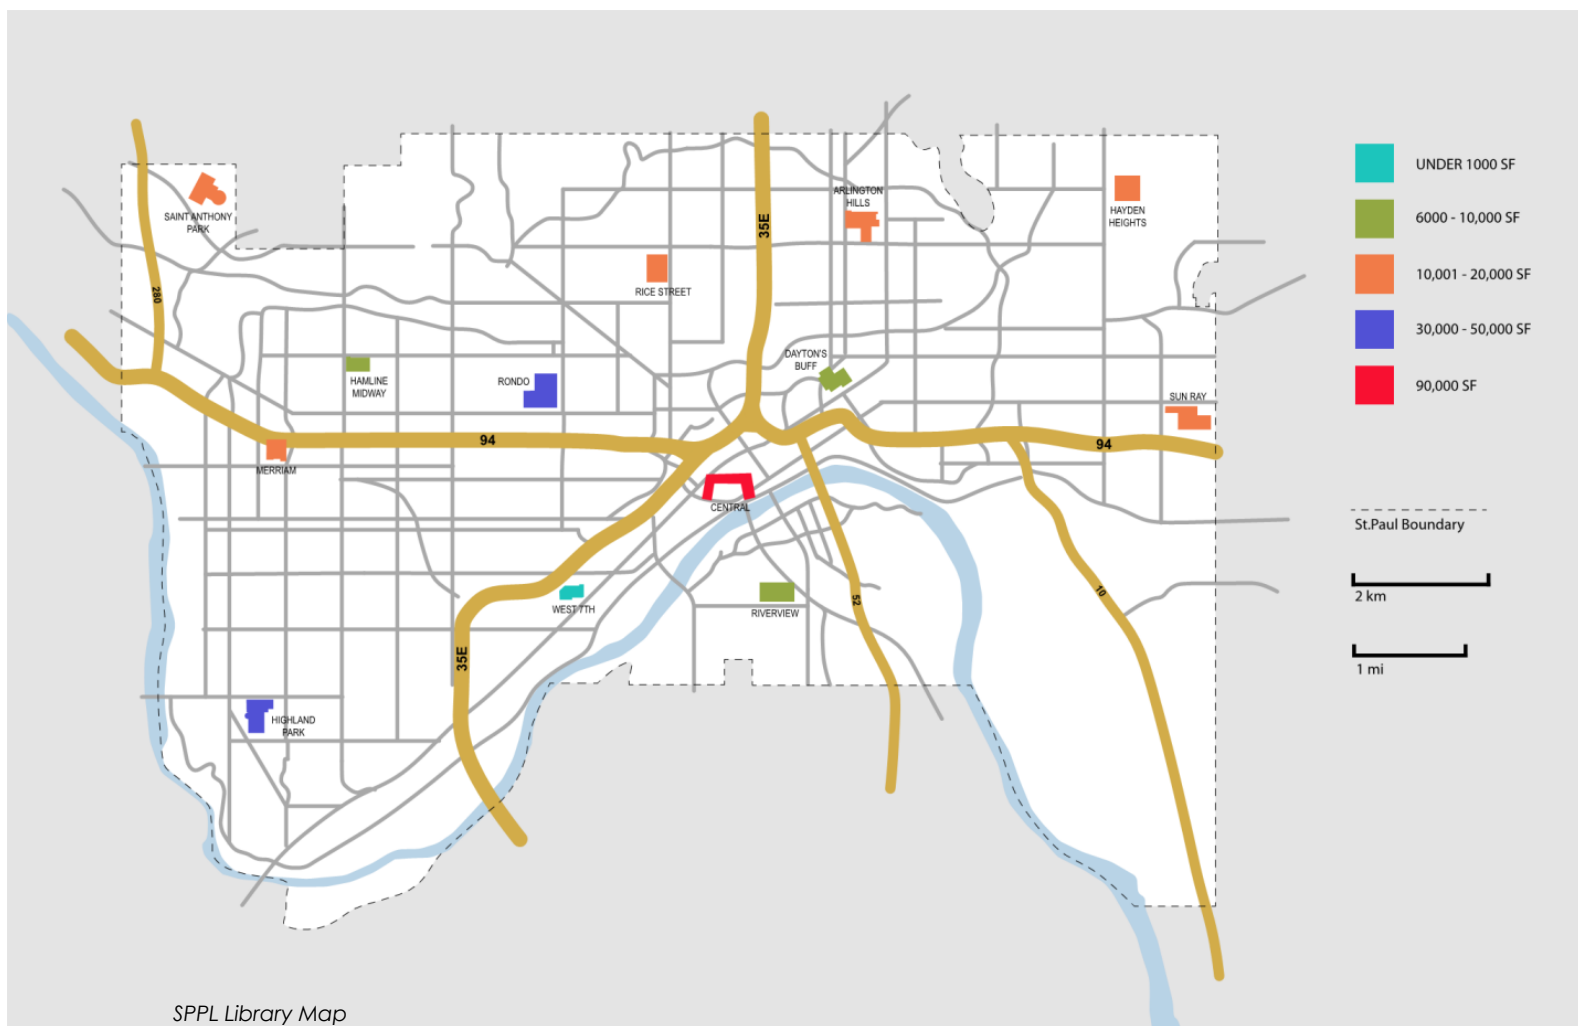 35E
ARLINGTON
HILLS
SAINT ANTHONY
PARK
HAYDEN
HEIGHTS
RICE STREET
280
DAYTON'S
BUFF
HAMLINE
MIDWAY
RONDO
SUN RAY
94
94
MERRIAM
CENTRAL
WEST 7TH
RIVERVIEW
52
10
35E
HIGHLAND
PARK
UNDER 1000 SF
6000 - 10,000 SF
10,001 - 20,000 SF
30,000 - 50,000 SF
90,000 SF
St.Paul Boundary
2 km
1 mi
SPPL Library Map